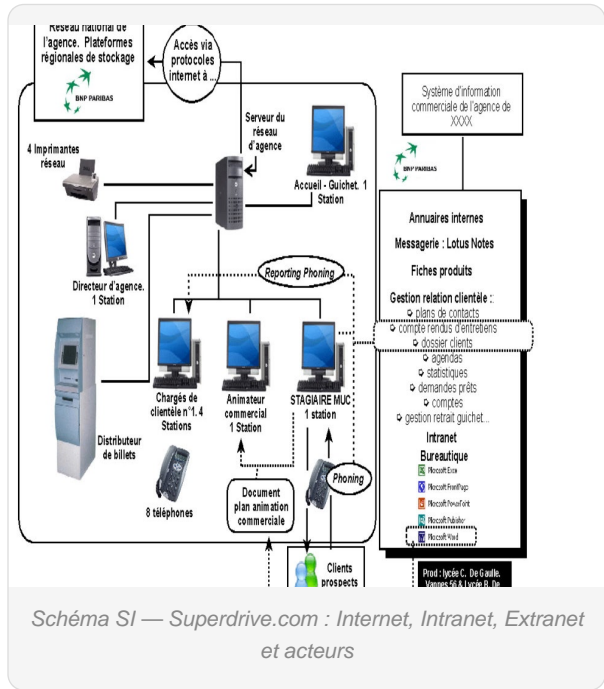 Réseau national de
l'agence. Plateformes
régionales de stockage
BNP PARIBAS
Accès via
protocoles
internet à ...
Serveur du
réseau
d'agence
4 Imprimantes
réseau
Accueil - Guichet. 1
Station
Directeur d'agence.
1 Station
Reporting Phoning
Chargés de
clientèle n°1. 4
Stations
Animateur
commercial
1 Station
STAGIAIRE MUC
1 station
Distributeur
de billets
8 téléphones
Document
plan animation
commerciale
Phoning
Clients
prospects
Système d'information
commerciale de l'agence de
XXXX
BNP PARIBAS
Annuaires internes
Messagerie : Lotus Notes
Fiches produits
Gestion relation clientèle :
plans de contacts
compte rendus d'entretiens
dossier clients
agendas
statistiques
demandes prêts
comptes
gestion retrait guichet...
Intranet
Bureautique
Microsoft Excel
Microsoft FrontPage
Microsoft PowerPoint
Microsoft Publisher
Microsoft Word
Prod : lycée C. De Gaulle.
Vannes 56 & Lycée R. De
Schéma SI — Superdrive.com : Internet, Intranet, Extranet
et acteurs